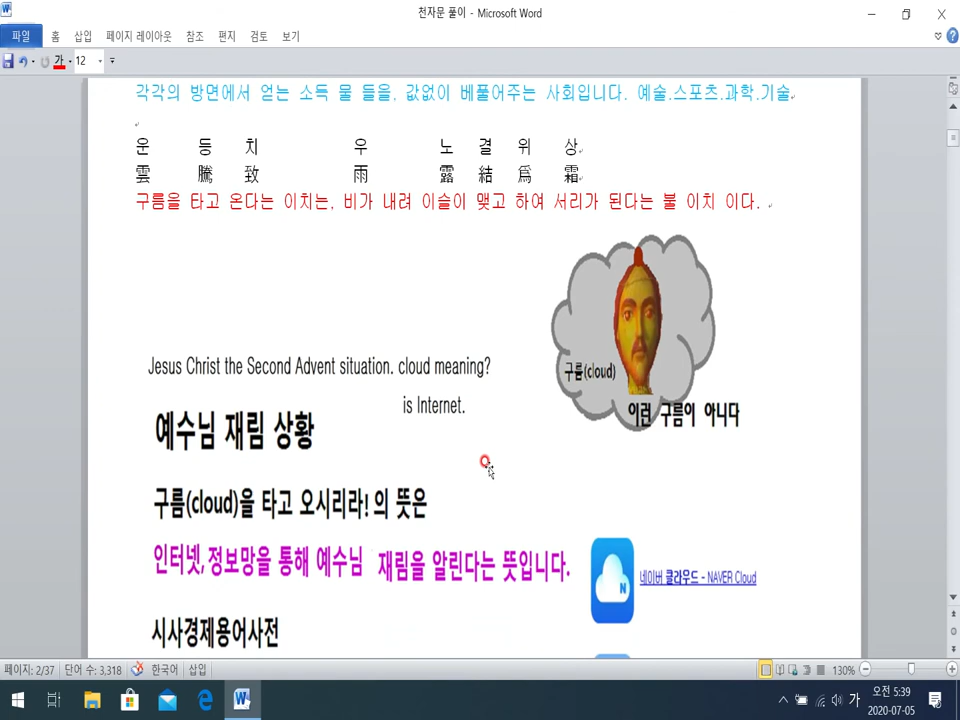 천자문 풀이 - Microsoft Word
파일 홈 삽입 페이지 레이아웃 참조 편지 검토 보기
가 12
각각의 방면에서 얻는 소득 물 들을, 값없이 베풀어주는 사회입니다. 예술.스포츠.과학.기술
운 등 치 우 노 결 위 상
雲 騰 致 雨 露 結 爲 霜
구름을 타고 온다는 이치는, 비가 내려 이슬이 맺고 하여 서리가 된다는 불 이치 이다.
구름(cloud)
이런 구름이 아니다
Jesus Christ the Second Advent situation. cloud meaning?
is Internet.
예수님 재림 상황
구름(cloud)을 타고 오시리라! 의 뜻은
인터넷,정보망을 통해 예수님 재림을 알린다는 뜻입니다.
N
네이버 클라우드 - NAVER Cloud
시사경제용어사전
페이지: 2/37 단어 수: 3,318 한국어 삽입 130%
가 오전 5:39
2020-07-05